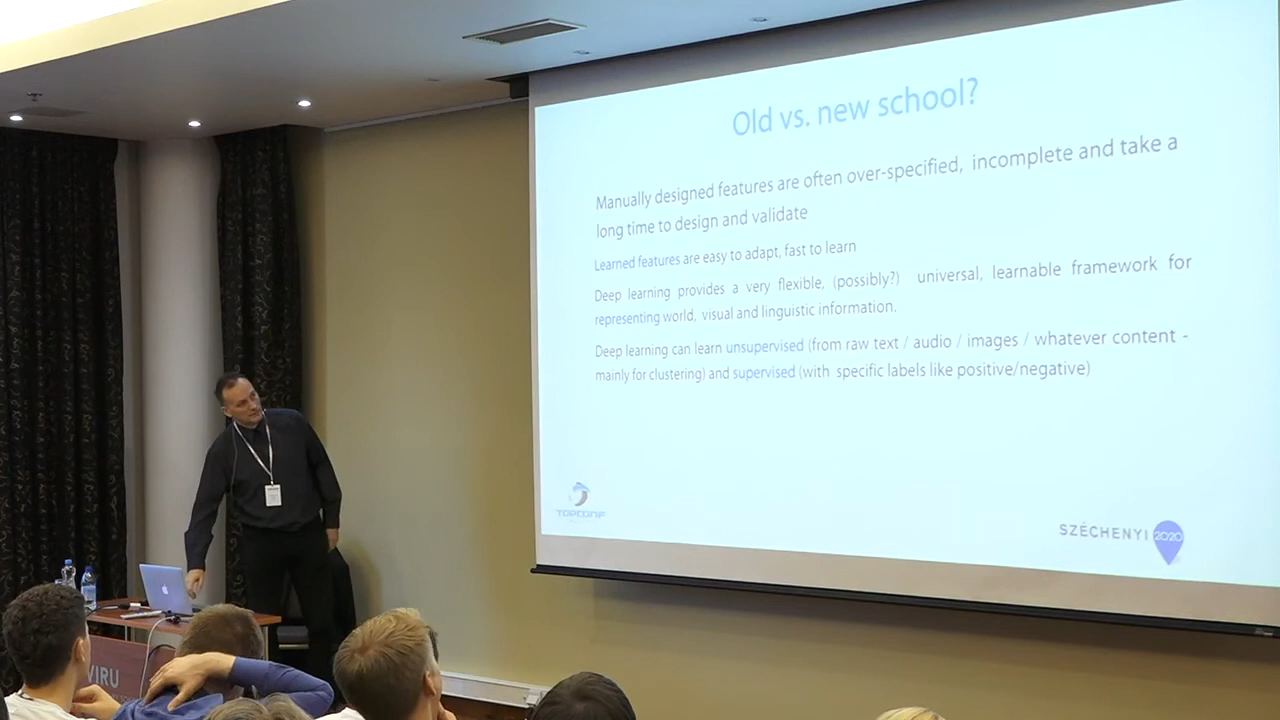 Old vs. new school?
Manually designed features are often over-specified, incomplete and take a
long time to design and validate
Learned features are easy to adapt, fast to learn
Deep learning provides a very flexible, (possibly?) universal, learnable framework for
representing world, visual and linguistic information.
Deep learning can learn unsupervised (from raw text / audio / images / whatever content -
mainly for clustering) and supervised (with specific labels like positive/negative)
TOPCONF
SZÉCHENYI 2020
VIRU